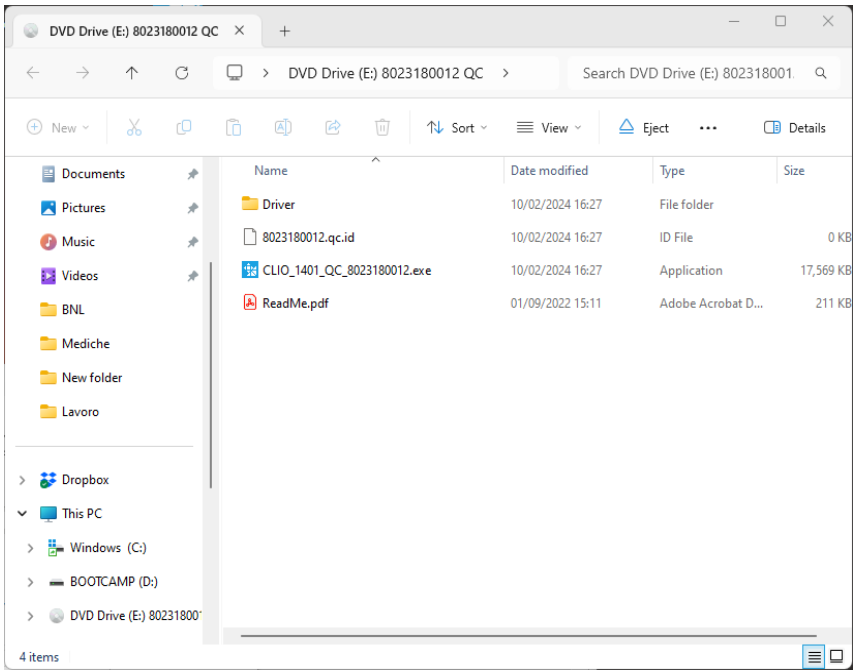 DVD Drive (E:) 8023180012 QC
DVD Drive (E:) 8023180012 QC
Search DVD Drive (E:) 802318001
New
Sort
View
Eject
Details
Documents
Pictures
Music
Videos
BNL
Mediche
New folder
Lavoro
Dropbox
This PC
Windows (C:)
BOOTCAMP (D:)
DVD Drive (E:) 80231800
Name Date modified Type Size
Driver 10/02/2024 16:27 File folder
8023180012.qc.id 10/02/2024 16:27 ID File 0 KB
CLIO_1401_QC_8023180012.exe 10/02/2024 16:27 Application 17,569 KB
ReadMe.pdf 01/09/2022 15:11 Adobe Acrobat D... 211 KB
4 items